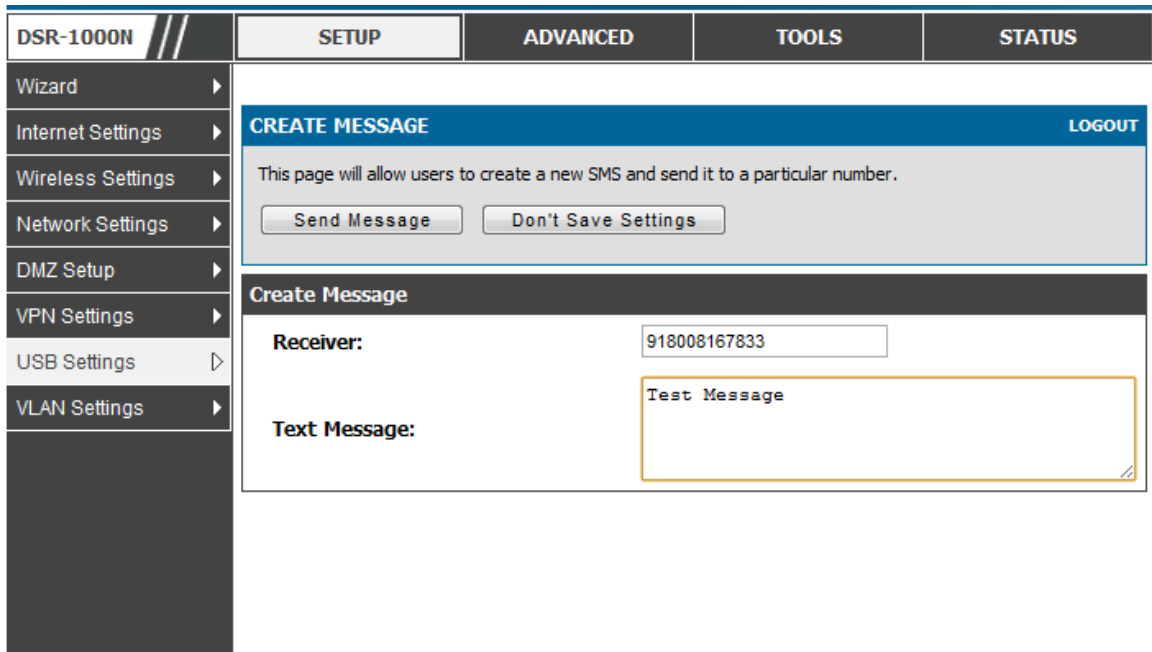 DSR-1000N
SETUP
ADVANCED
TOOLS
STATUS
Wizard
Internet Settings
Wireless Settings
Network Settings
DMZ Setup
VPN Settings
USB Settings
VLAN Settings
CREATE MESSAGE
LOGOUT
This page will allow users to create a new SMS and send it to a particular number.
Send Message
Don't Save Settings
Create Message
Receiver:
918008167833
Text Message:
Test Message